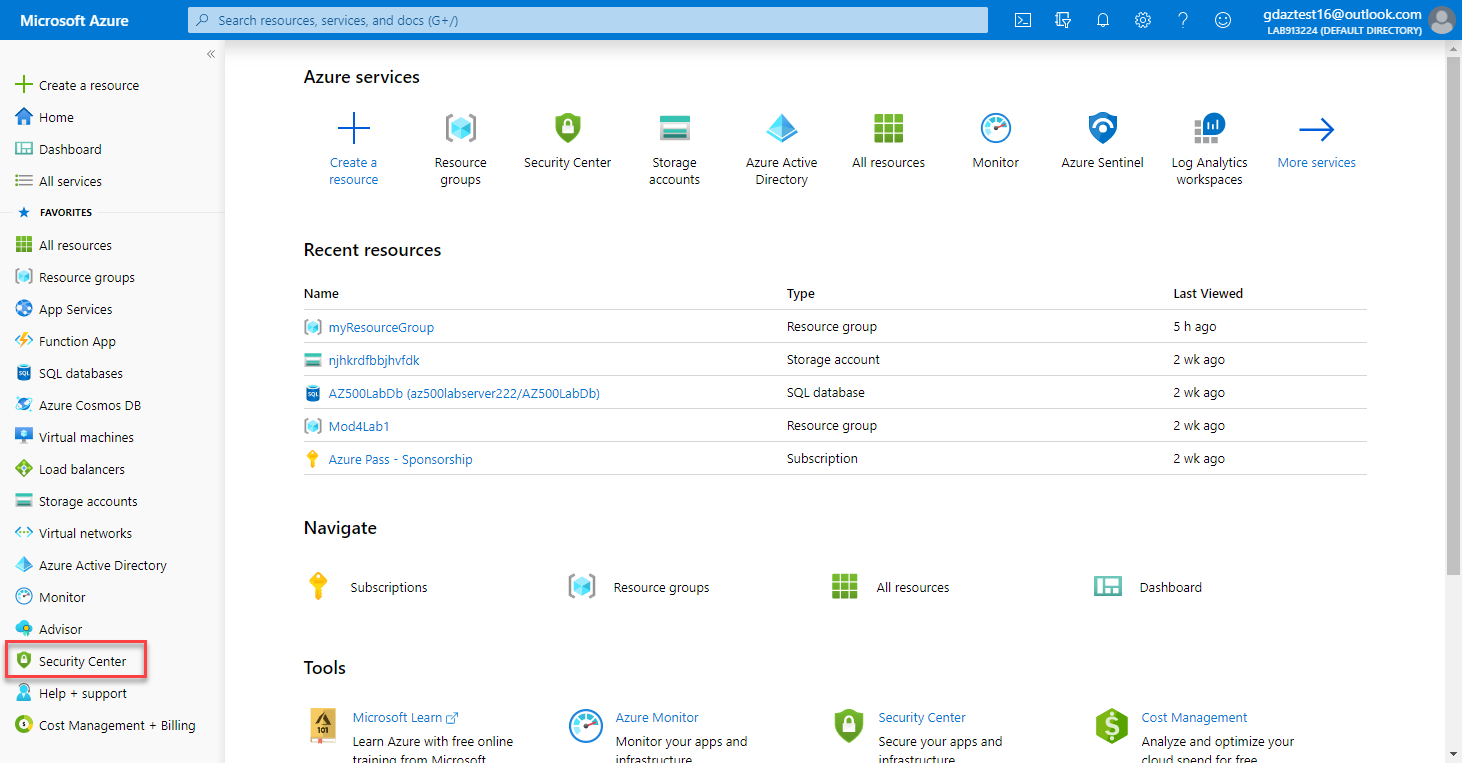 Microsoft Azure
Search resources, services, and docs (G+/)
gdaztest16@outlook.com
LAB913224 (DEFAULT DIRECTORY)
«
Create a resource
Home
Dashboard
All services
FAVORITES
All resources
Resource groups
App Services
Function App
SQL
SQL databases
Azure Cosmos DB
Virtual machines
Load balancers
Storage accounts
Virtual networks
Azure Active Directory
Monitor
Advisor
Security Center
Help + support
Cost Management + Billing
Azure services
Create a
resource
Resource
groups
Security Center
Storage
accounts
Azure Active
Directory
All resources
Monitor
Azure Sentinel
Log Analytics
workspaces
More services
Recent resources
Name Type Last Viewed
myResourceGroup Resource group 5 h ago
njhkrdfbbjhvfdk Storage account 2 wk ago
SQL AZ500LabDb (az500labserver222/AZ500LabDb) SQL database 2 wk ago
Mod4Lab1 Resource group 2 wk ago
Azure Pass - Sponsorship Subscription 2 wk ago
Navigate
Subscriptions
Resource groups
All resources
Dashboard
Tools
101
Microsoft Learn
Learn Azure with free online
training from Microsoft
Azure Monitor
Monitor your apps and
infrastructure
Security Center
Secure your apps and
infrastructure
$
Cost Management
Analyze and optimize your
cloud spend for free